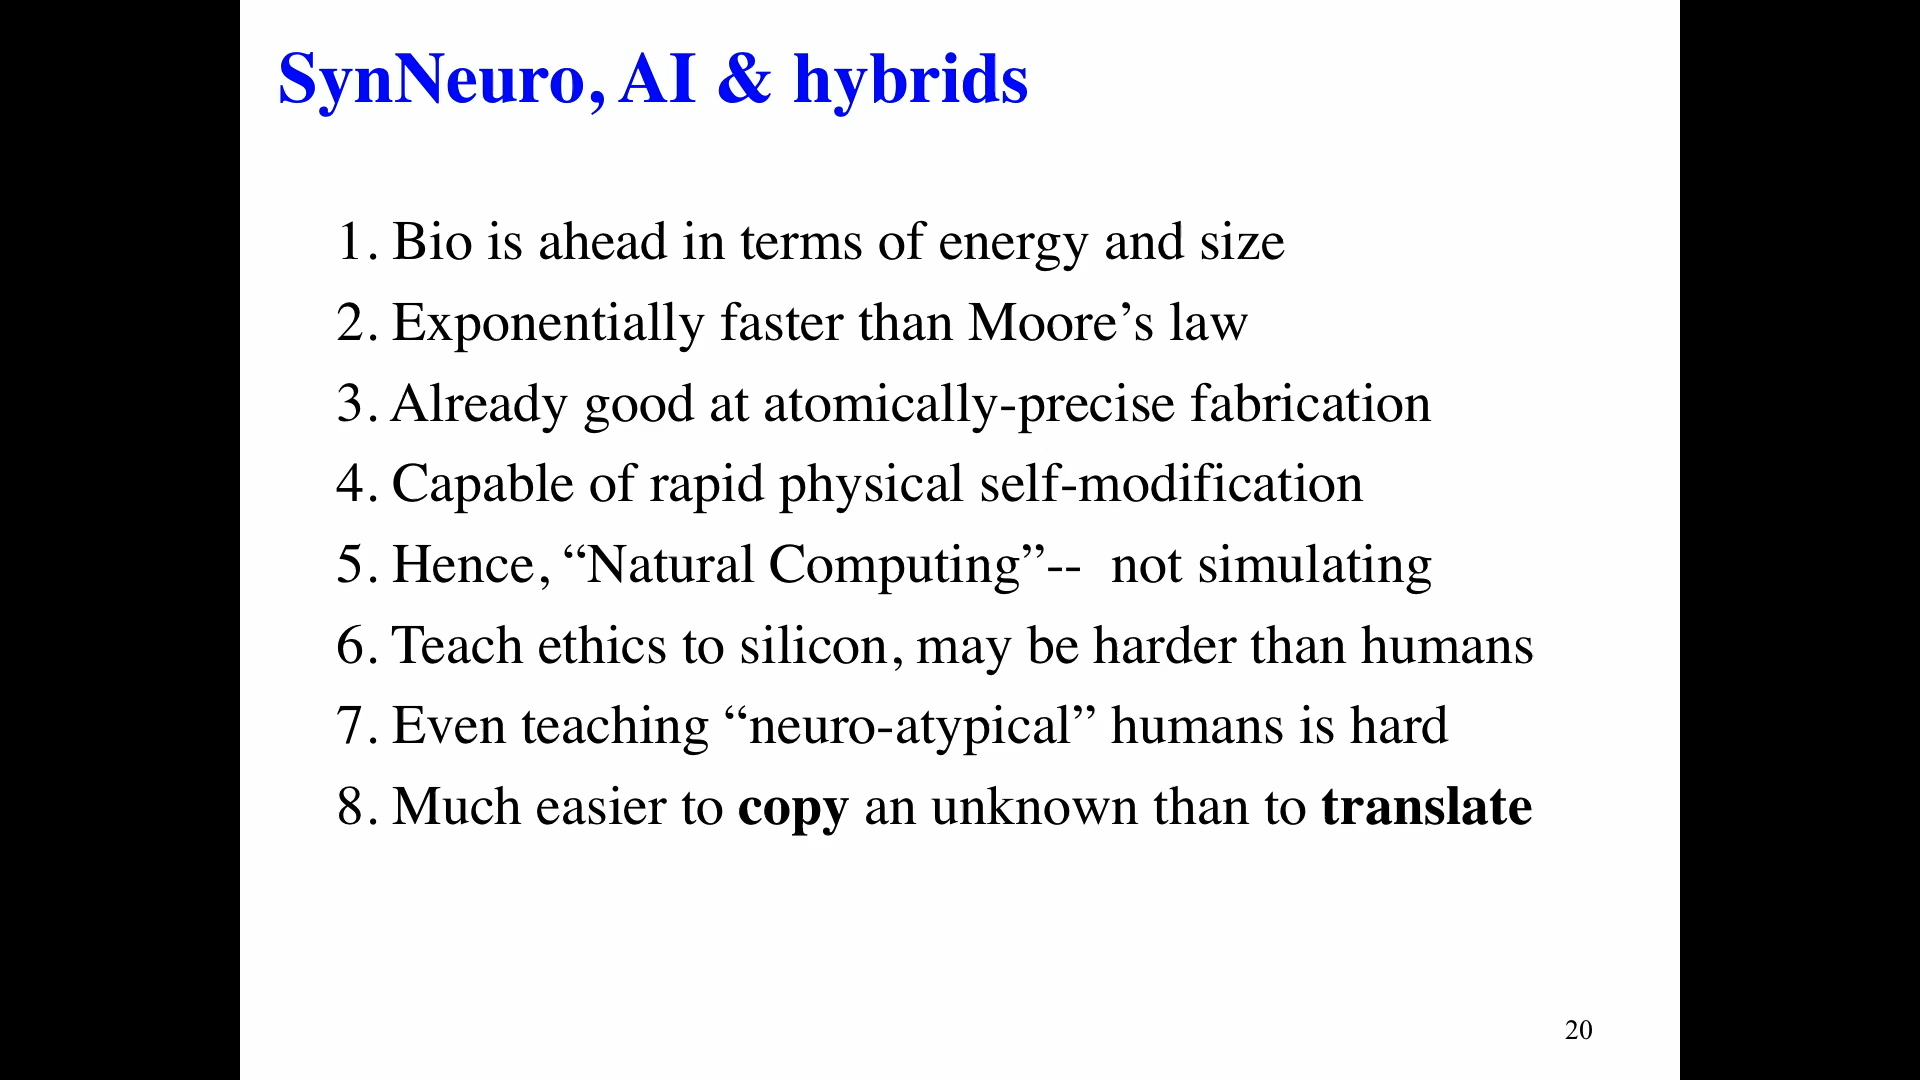 SynNeuro, AI & hybrids
1. Bio is ahead in terms of energy and size
2. Exponentially faster than Moore’s law
3. Already good at atomically-precise fabrication
4. Capable of rapid physical self-modification
5. Hence, “Natural Computing”--  not simulating
6. Teach ethics to silicon, may be harder than humans
7. Even teaching “neuro-atypical” humans is hard
8. Much easier to copy an unknown than to translate
20